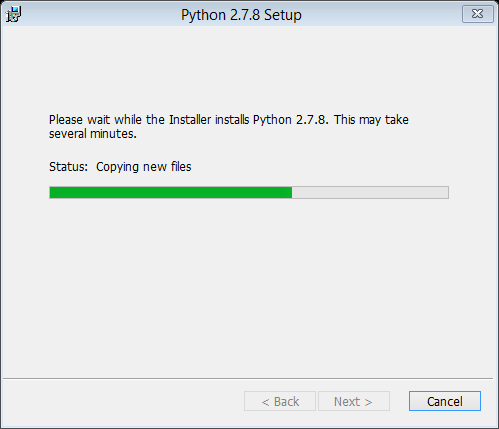 Python 2.7.8 Setup
Please wait while the Installer installs Python 2.7.8. This may take
several minutes.
Status: Copying new files
< Back Next > Cancel